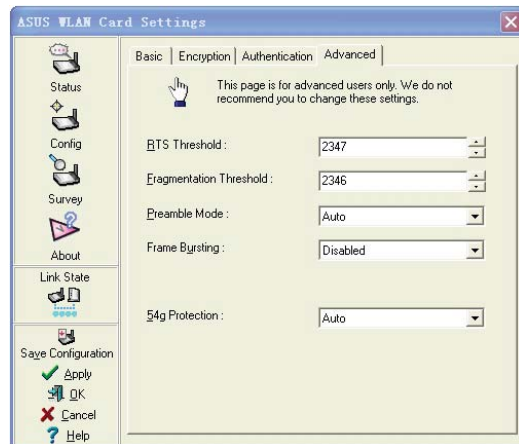 ASUS WLAN Card Settings
Status
Config
Survey
About
Link State
Save Configuration
Apply
OK
Cancel
Help
Basic
Encryption
Authentication
Advanced
This page is for advanced users only. We do not
recommend you to change these settings.
RTS Threshold :
2347
Fragmentation Threshold :
2346
Preamble Mode :
Auto
Frame Bursting :
Disabled
54g Protection :
Auto